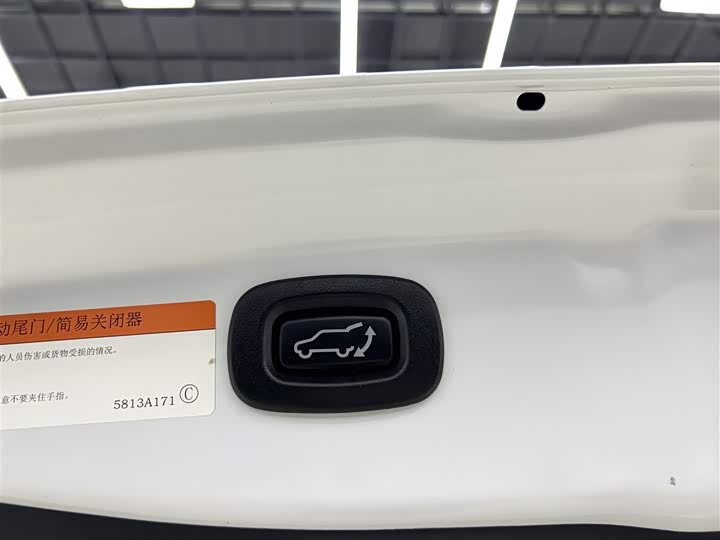 动尾门/简易关闭器
的人员伤害或货物受损的情况。
意不要夹住手指。
5813A171 Ⓒ